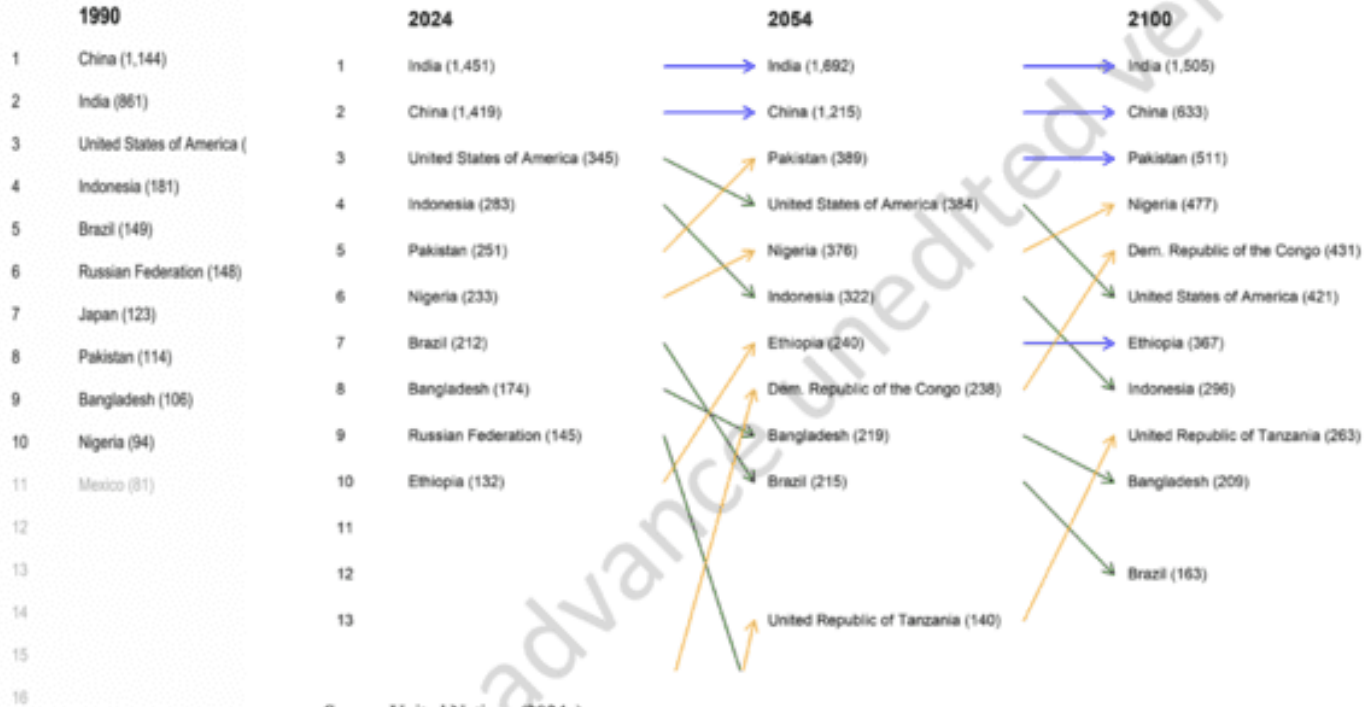 1990
1 China (1,144)
2 India (861)
3 United States of America (
4 Indonesia (181)
5 Brazil (149)
6 Russian Federation (148)
7 Japan (123)
8 Pakistan (114)
9 Bangladesh (106)
10 Nigeria (94)
11 Mexico (81)
12
13
14
15
16
2024 2054 2100
1 India (1,451) India (1,692) India (1,505)
2 China (1,419) China (1,215) China (633)
3 United States of America (345) Pakistan (389) Pakistan (511)
4 Indonesia (283) United States of America (384) Nigeria (477)
5 Pakistan (251) Nigeria (376) Dem. Republic of the Congo (431)
6 Nigeria (233) Indonesia (322) United States of America (421)
7 Brazil (212) Ethiopia (240) Ethiopia (367)
8 Bangladesh (174) Dem. Republic of the Congo (238) Indonesia (296)
9 Russian Federation (145) Bangladesh (219) United Republic of Tanzania (263)
10 Ethiopia (132) Brazil (215) Bangladesh (209)
11
12 Brazil (163)
13 United Republic of Tanzania (140)
advance unedited ver